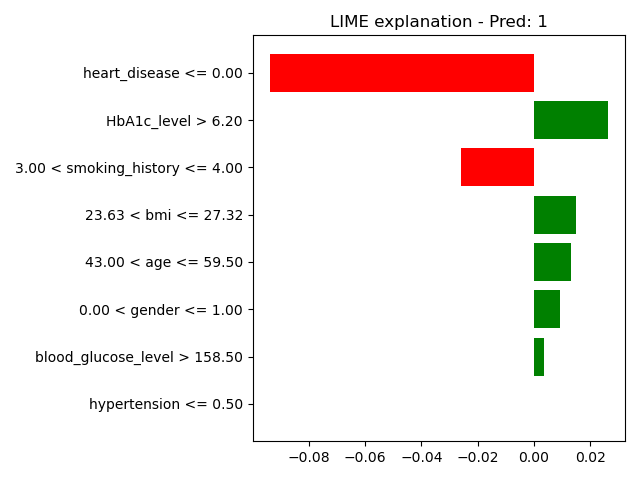 LIME explanation - Pred: 1
heart_disease <= 0.00
HbA1c_level > 6.20
3.00 < smoking_history <= 4.00
23.63 < bmi <= 27.32
43.00 < age <= 59.50
0.00 < gender <= 1.00
blood_glucose_level > 158.50
hypertension <= 0.50
−0.08 −0.06 −0.04 −0.02 0.00 0.02